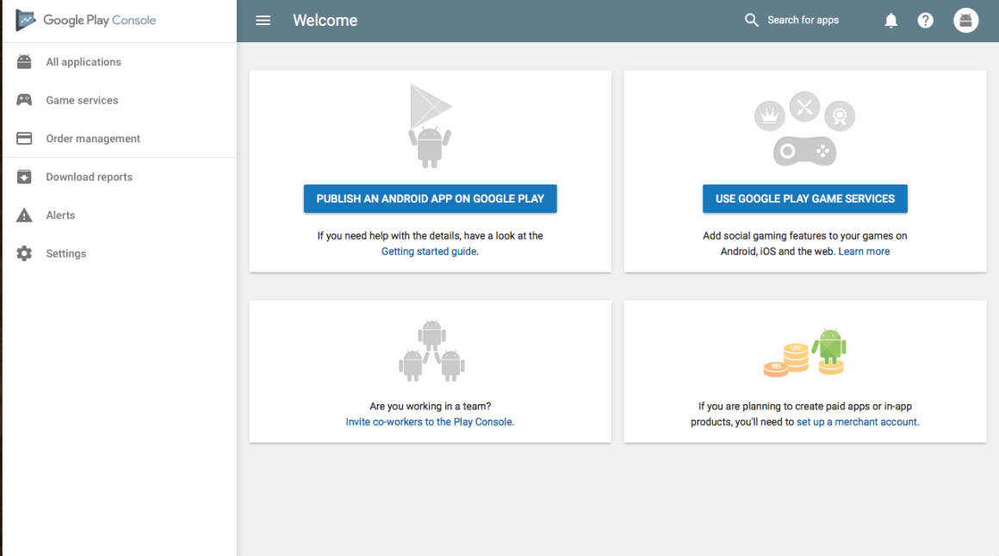 Google Play Console
Welcome
Search for apps
All applications
Game services
Order management
Download reports
Alerts
Settings
PUBLISH AN ANDROID APP ON GOOGLE PLAY
If you need help with the details, have a look at the
Getting started guide.
USE GOOGLE PLAY GAME SERVICES
Add social gaming features to your games on
Android, iOS and the web. Learn more
Are you working in a team?
Invite co-workers to the Play Console.
If you are planning to create paid apps or in-app
products, you'll need to set up a merchant account.